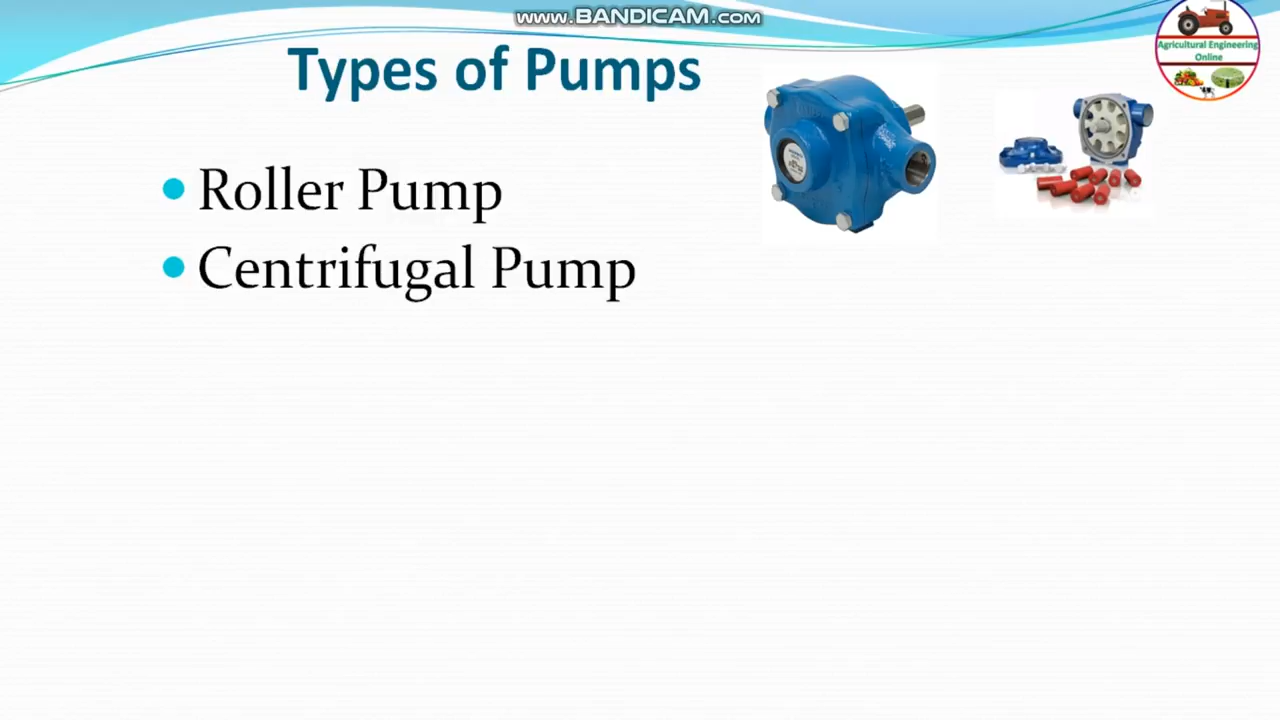 www.BANDICAM.com
Types of Pumps
Agricultural Engineering
Online
Roller Pump
Centrifugal Pump